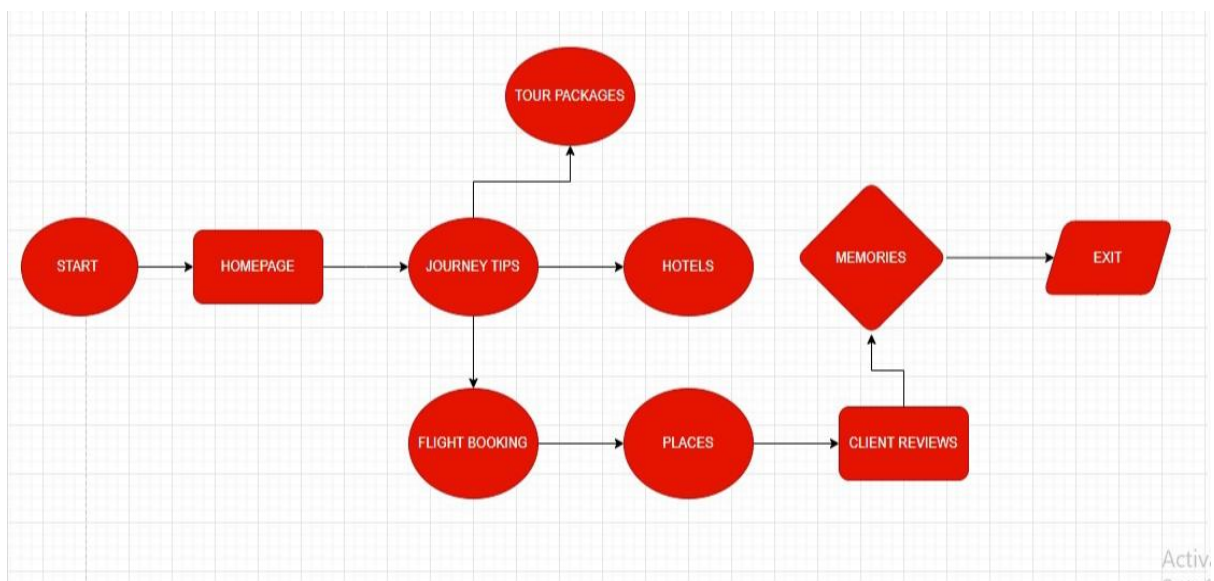 TOUR PACKAGES
START
HOMEPAGE
JOURNEY TIPS
HOTELS
MEMORIES
EXIT
FLIGHT BOOKING
PLACES
CLIENT REVIEWS